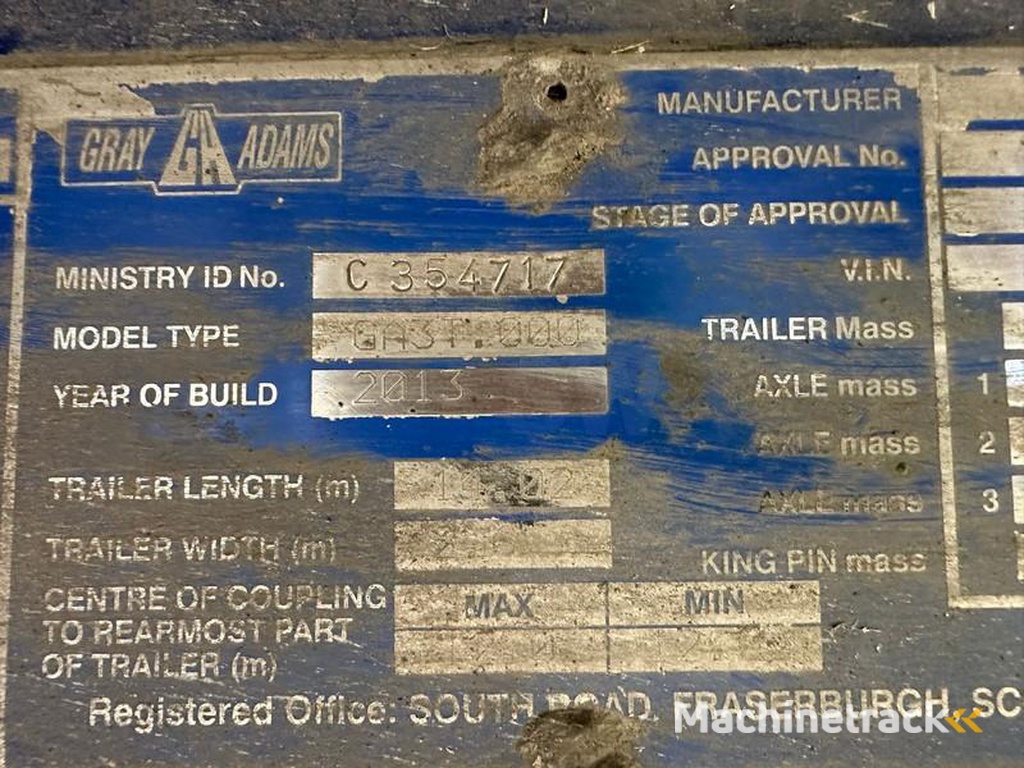 GRAY GA ADAMS
MANUFACTURER
APPROVAL No.
STAGE OF APPROVAL
MINISTRY ID No. C 354717
V.I.N.
MODEL TYPE GA3T.000
TRAILER Mass
YEAR OF BUILD 2013
AXLE mass 1
AXLE mass 2
TRAILER LENGTH (m)
AXLE mass 3
TRAILER WIDTH (m)
KING PIN mass
CENTRE OF COUPLING MAX MIN
TO REARMOST PART
OF TRAILER (m)
Registered Office: SOUTH ROAD, FRASERBURGH, SC
Machinetrack